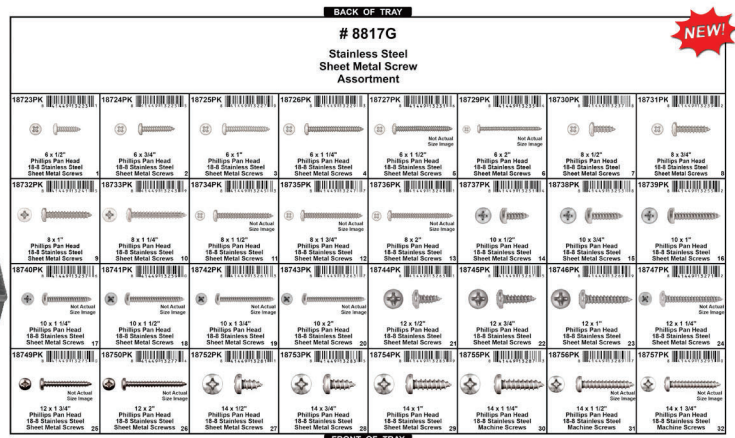 BACK OF TRAY
# 8817G
NEW!
Stainless Steel
Sheet Metal Screw
Assortment
18723PK
6 x 1/2"
Phillips Pan Head
18-8 Stainless Steel
Sheet Metal Screws 1
18724PK
6 x 3/4"
Phillips Pan Head
18-8 Stainless Steel
Sheet Metal Screws 2
18725PK
6 x 1"
Phillips Pan Head
18-8 Stainless Steel
Sheet Metal Screws 3
18726PK
6 x 1 1/4"
Phillips Pan Head
18-8 Stainless Steel
Sheet Metal Screws 4
18727PK
Not Actual
Size Image
6 x 1 1/2"
Phillips Pan Head
18-8 Stainless Steel
Sheet Metal Screws 5
18729PK
Not Actual
Size Image
6 x 2"
Phillips Pan Head
18-8 Stainless Steel
Sheet Metal Screws 6
18730PK
8 x 1/2"
Phillips Pan Head
18-8 Stainless Steel
Sheet Metal Screws 7
18731PK
8 x 3/4"
Phillips Pan Head
18-8 Stainless Steel
Sheet Metal Screws 8
18732PK
8 x 1"
Phillips Pan Head
18-8 Stainless Steel
Sheet Metal Screws 9
18733PK
8 x 1 1/4"
Phillips Pan Head
18-8 Stainless Steel
Sheet Metal Screws 10
18734PK
Not Actual
Size Image
8 x 1 1/2"
Phillips Pan Head
18-8 Stainless Steel
Sheet Metal Screws 11
18735PK
Not Actual
Size Image
8 x 1 3/4"
Phillips Pan Head
18-8 Stainless Steel
Sheet Metal Screws 12
18736PK
Not Actual
Size Image
8 x 2"
Phillips Pan Head
18-8 Stainless Steel
Sheet Metal Screws 13
18737PK
10 x 1/2"
Phillips Pan Head
18-8 Stainless Steel
Sheet Metal Screws 14
18738PK
10 x 3/4"
Phillips Pan Head
18-8 Stainless Steel
Sheet Metal Screws 15
18739PK
10 x 1"
Phillips Pan Head
18-8 Stainless Steel
Sheet Metal Screws 16
18740PK
Not Actual
Size Image
10 x 1 1/4"
Phillips Pan Head
18-8 Stainless Steel
Sheet Metal Screws 17
18741PK
Not Actual
Size Image
10 x 1 1/2"
Phillips Pan Head
18-8 Stainless Steel
Sheet Metal Screws 18
18742PK
Not Actual
Size Image
10 x 1 3/4"
Phillips Pan Head
18-8 Stainless Steel
Sheet Metal Screws 19
18743PK
Not Actual
Size Image
10 x 2"
Phillips Pan Head
18-8 Stainless Steel
Sheet Metal Screws 20
18744PK
12 x 1/2"
Phillips Pan Head
18-8 Stainless Steel
Sheet Metal Screws 21
18745PK
12 x 3/4"
Phillips Pan Head
18-8 Stainless Steel
Sheet Metal Screws 22
18746PK
12 x 1"
Phillips Pan Head
18-8 Stainless Steel
Sheet Metal Screws 23
18747PK
Not Actual
Size Image
12 x 1 1/4"
Phillips Pan Head
18-8 Stainless Steel
Sheet Metal Screws 24
18749PK
Not Actual
Size Image
12 x 1 3/4"
Phillips Pan Head
18-8 Stainless Steel
Sheet Metal Screws 25
18750PK
Not Actual
Size Image
12 x 2"
Phillips Pan Head
18-8 Stainless Steel
Sheet Metal Screws 26
18752PK
14 x 1/2"
Phillips Pan Head
18-8 Stainless Steel
Sheet Metal Screws 27
18753PK
14 x 3/4"
Phillips Pan Head
18-8 Stainless Steel
Sheet Metal Screws 28
18754PK
14 x 1"
Phillips Pan Head
18-8 Stainless Steel
Sheet Metal Screws 29
18755PK
14 x 1 1/4"
Phillips Pan Head
18-8 Stainless Steel
Machine Screws 30
18756PK
Not Actual
Size Image
14 x 1 1/2"
Phillips Pan Head
18-8 Stainless Steel
Machine Screws 31
18757PK
Not Actual
Size Image
14 x 1 3/4"
Phillips Pan Head
18-8 Stainless Steel
Machine Screws 32
FRONT OF TRAY